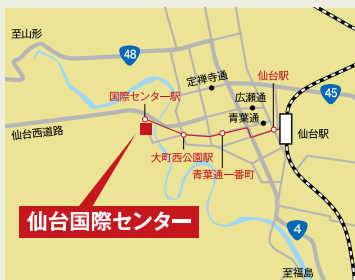 至山形
48
定禅寺通
仙台駅
国際センター駅
広瀬通
45
青葉通
仙台西道路
仙台駅
大町西公園駅
青葉通一番町
仙台国際センター
4
至福島